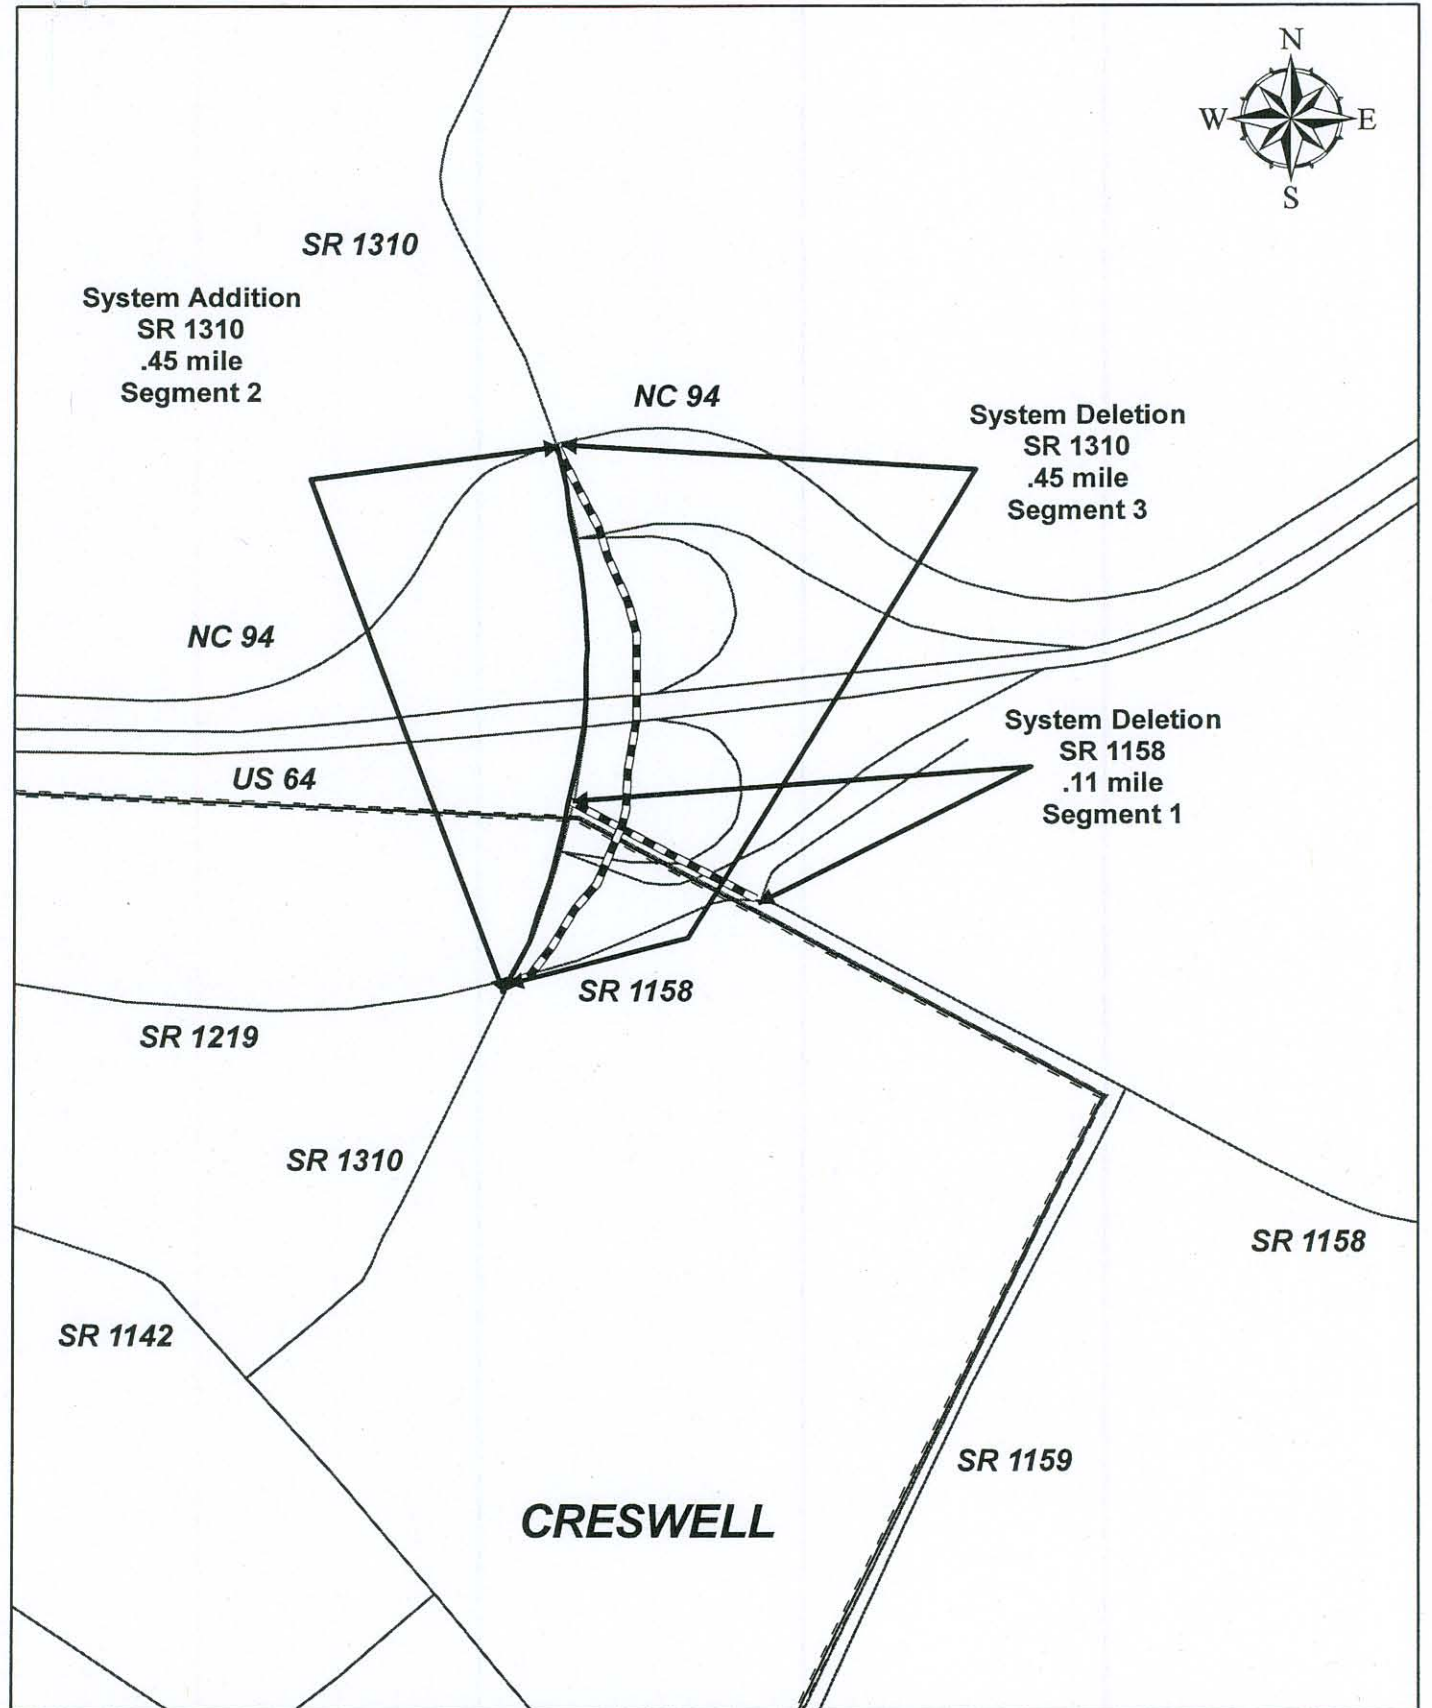 N
W E
S
SR 1310
System Addition
SR 1310
.45 mile
Segment 2
NC 94
System Deletion
SR 1310
.45 mile
Segment 3
NC 94
System Deletion
SR 1158
.11 mile
Segment 1
US 64
SR 1158
SR 1219
SR 1310
SR 1158
SR 1142
SR 1159
CRESWELL